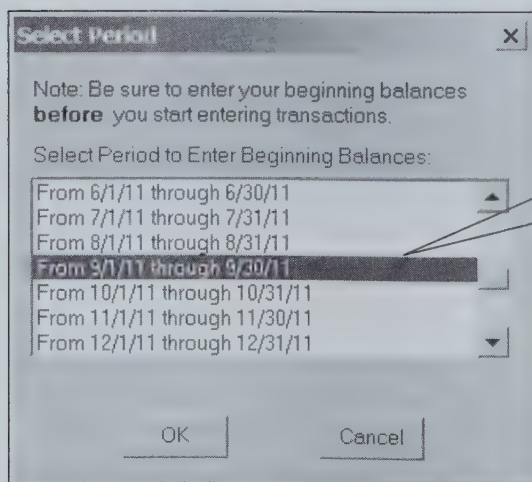 Select Period
Note: Be sure to enter your beginning balances
before you start entering transactions.
Select Period to Enter Beginning Balances:
From 6/1/11 through 6/30/11
From 7/1/11 through 7/31/11
From 8/1/11 through 8/31/11
From 9/1/11 through 9/30/11
From 10/1/11 through 10/31/11
From 11/1/11 through 11/30/11
From 12/1/11 through 12/31/11
OK Cancel